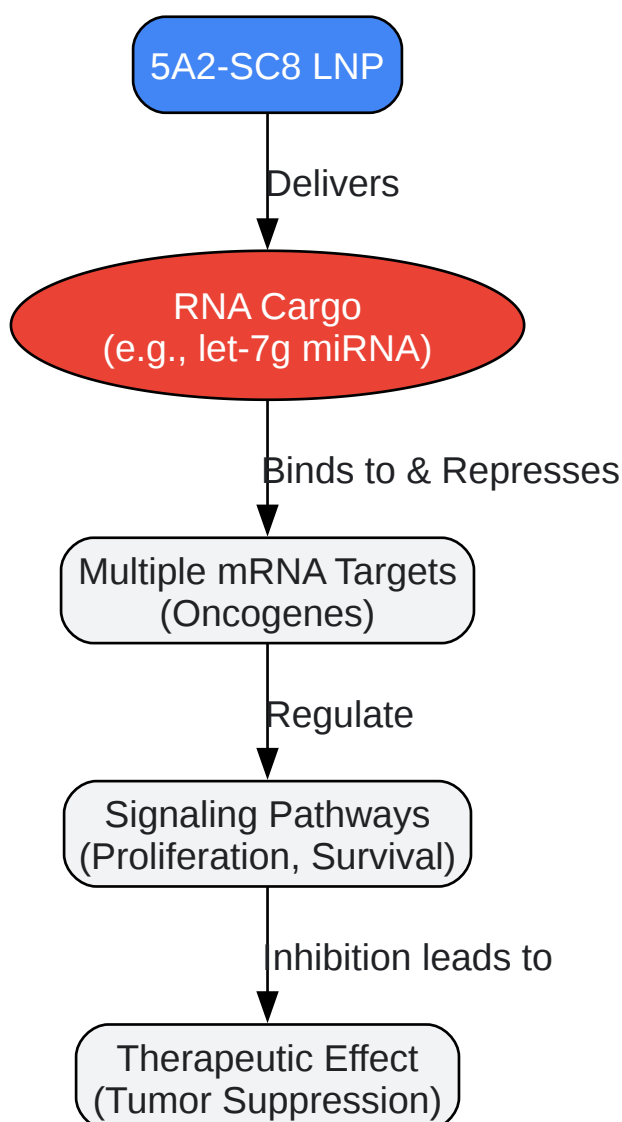 5A2-SC8 LNP
Delivers
RNA Cargo
(e.g., let-7g miRNA)
Binds to & Represses
Multiple mRNA Targets
(Oncogenes)
Regulate
Signaling Pathways
(Proliferation, Survival)
Inhibition leads to
Therapeutic Effect
(Tumor Suppression)